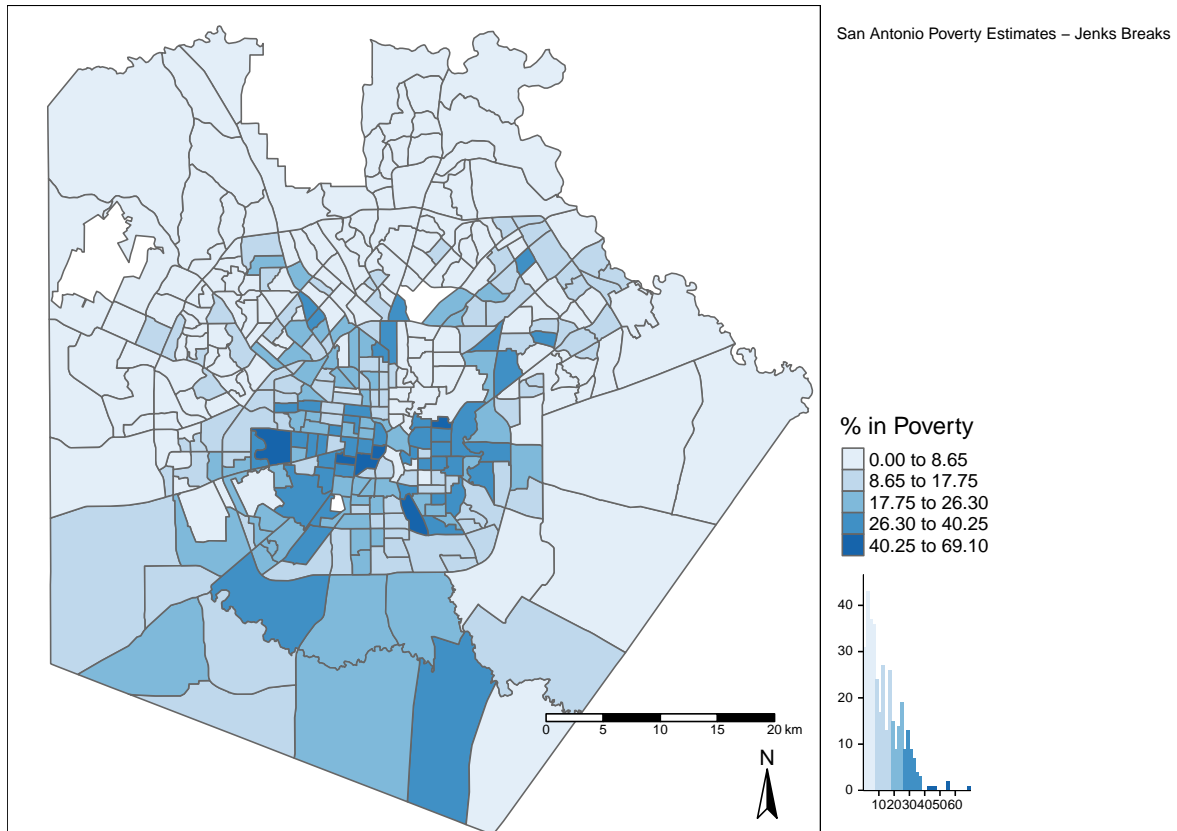 San Antonio Poverty Estimates – Jenks Breaks
% in Poverty
0.00 to 8.65
8.65 to 17.75
17.75 to 26.30
26.30 to 40.25
40.25 to 69.10
40
30
20
10
0
102030405060
0 5 10 15 20 km
N